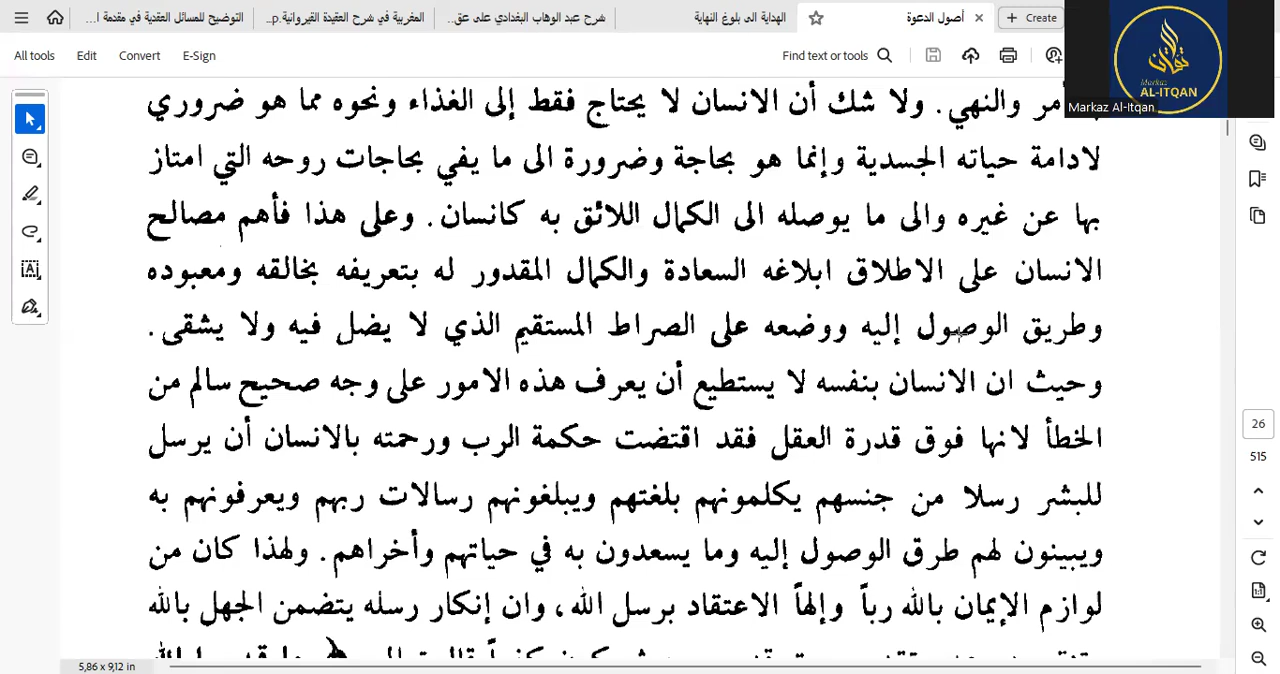 التوضيح للمسائل العقدية في مقدمة ا...
المغربية في شرح العقيدة القيروانية.p...
شرح عبد الوهاب البغدادي على عق...
الهداية الى بلوغ النهاية
أصول الدعوة
Create
All tools
Edit
Convert
E-Sign
Find text or tools
Markaz
AL-ITQAN
Markaz Al-Itqan
والنهي. ولا شك أن الانسان لا يحتاج فقط إلى الغذاء ونحوه مما هو ضروري
لادامة حياته الجسدية وإنما هو بحاجة وضرورة الى ما يفي بحاجات روحه التي امتاز
بها عن غيره والى ما يوصله الى الكمال اللائق به كانسان. وعلى هذا فأهم مصالح
الانسان على الاطلاق ابلاغه السعادة والكمال المقدور له بتعريفه بخالقه ومعبوده
وطريق الوصول إليه ووضعه على الصراط المستقيم الذي لا يضل فيه ولا يشقى.
وحيث ان الانسان بنفسه لا يستطيع أن يعرف هذه الامور على وجه صحيح سالم من
الخطأ لانها فوق قدرة العقل فقد اقتضت حكمة الرب ورحمته بالانسان أن يرسل
للبشر رسلا من جنسهم يكلمونهم بلغتهم ويبلغونهم رسالات ربهم ويعرفونهم به
ويبينون لهم طرق الوصول إليه وما يسعدون به في حياتهم وأخراهم. ولهذا كان من
لوازم الإيمان بالله رباً وإلهاً الاعتقاد برسل الله، وان إنكار رسله يتضمن الجهل بالله
26
515
5,86 x 9,12 in